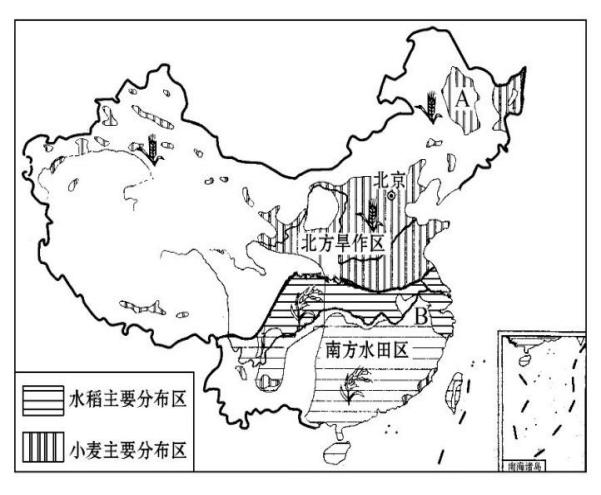 A
北京
北方旱作区
B
南方水田区
水稻主要分布区
小麦主要分布区
南海诸岛